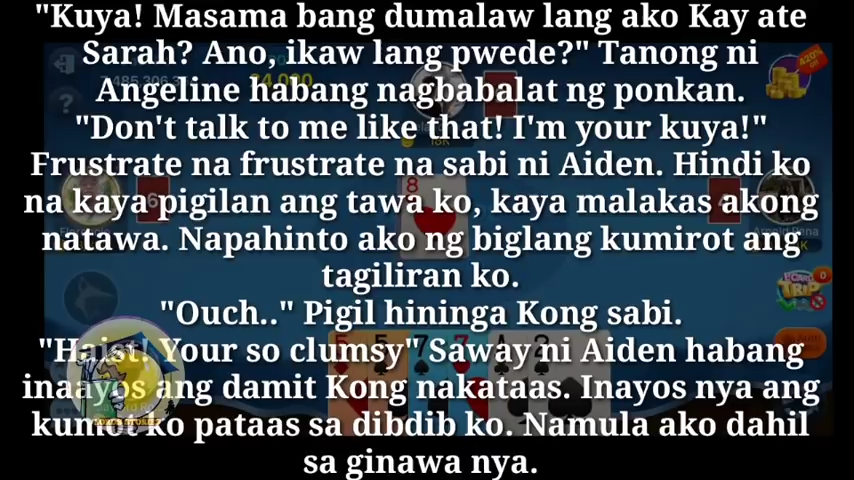 "Kuya! Masama bang dumalaw lang ako Kay ate
Sarah? Ano, ikaw lang pwede?" Tanong ni
Angeline habang nagbabalat ng ponkan.
"Don't talk to me like that! I'm your kuya!"
Frustrate na frustrate na sabi ni Aiden. Hindi ko
na kaya pigilan ang tawa ko, kaya malakas akong
natawa. Napahinto ako ng biglang kumirot ang
tagiliran ko.
"Ouch.." Pigil hininga Kong sabi.
"Haist! Your so clumsy" Saway ni Aiden habang
inaayos ang damit Kong nakataas. Inayos nya ang
kumot ko pataas sa dibdib ko. Namula ako dahil
sa ginawa nya.